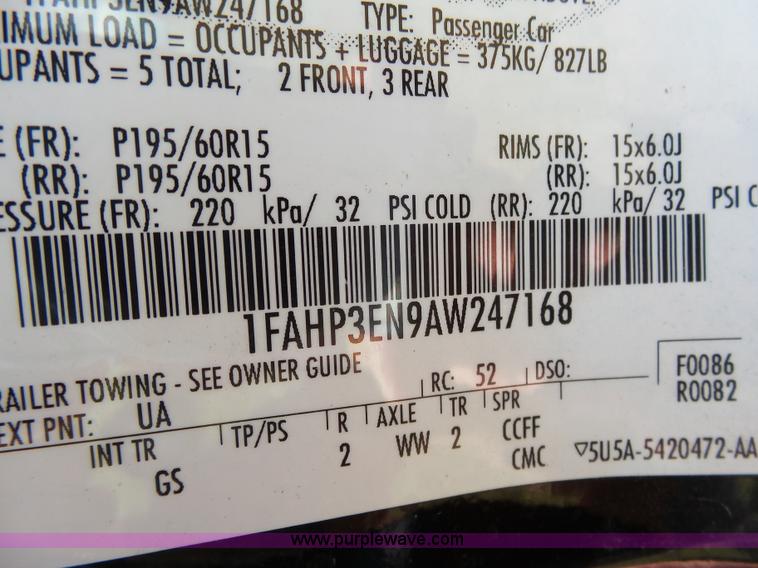 1FAHP3EN9AW247168 TYPE: Passenger Car
IMUM LOAD = OCCUPANTS + LUGGAGE = 375KG/ 827LB
UPANTS = 5 TOTAL; 2 FRONT, 3 REAR
E (FR): P195/60R15 RIMS (FR): 15x6.0J
(RR): P195/60R15 (RR): 15x6.0J
ESSURE (FR): 220 kPa/ 32 PSI COLD (RR): 220 kPa/ 32 PSI C
1FAHP3EN9AW247168
RAILER TOWING - SEE OWNER GUIDE RC: 52 DSO: F0086
R0082
EXT PNT: UA
INT TR TP/PS R AXLE TR SPR
GS 2 WW 2 CCFF
CMC ▽5U5A-5420472-AA
www.purplewave.com